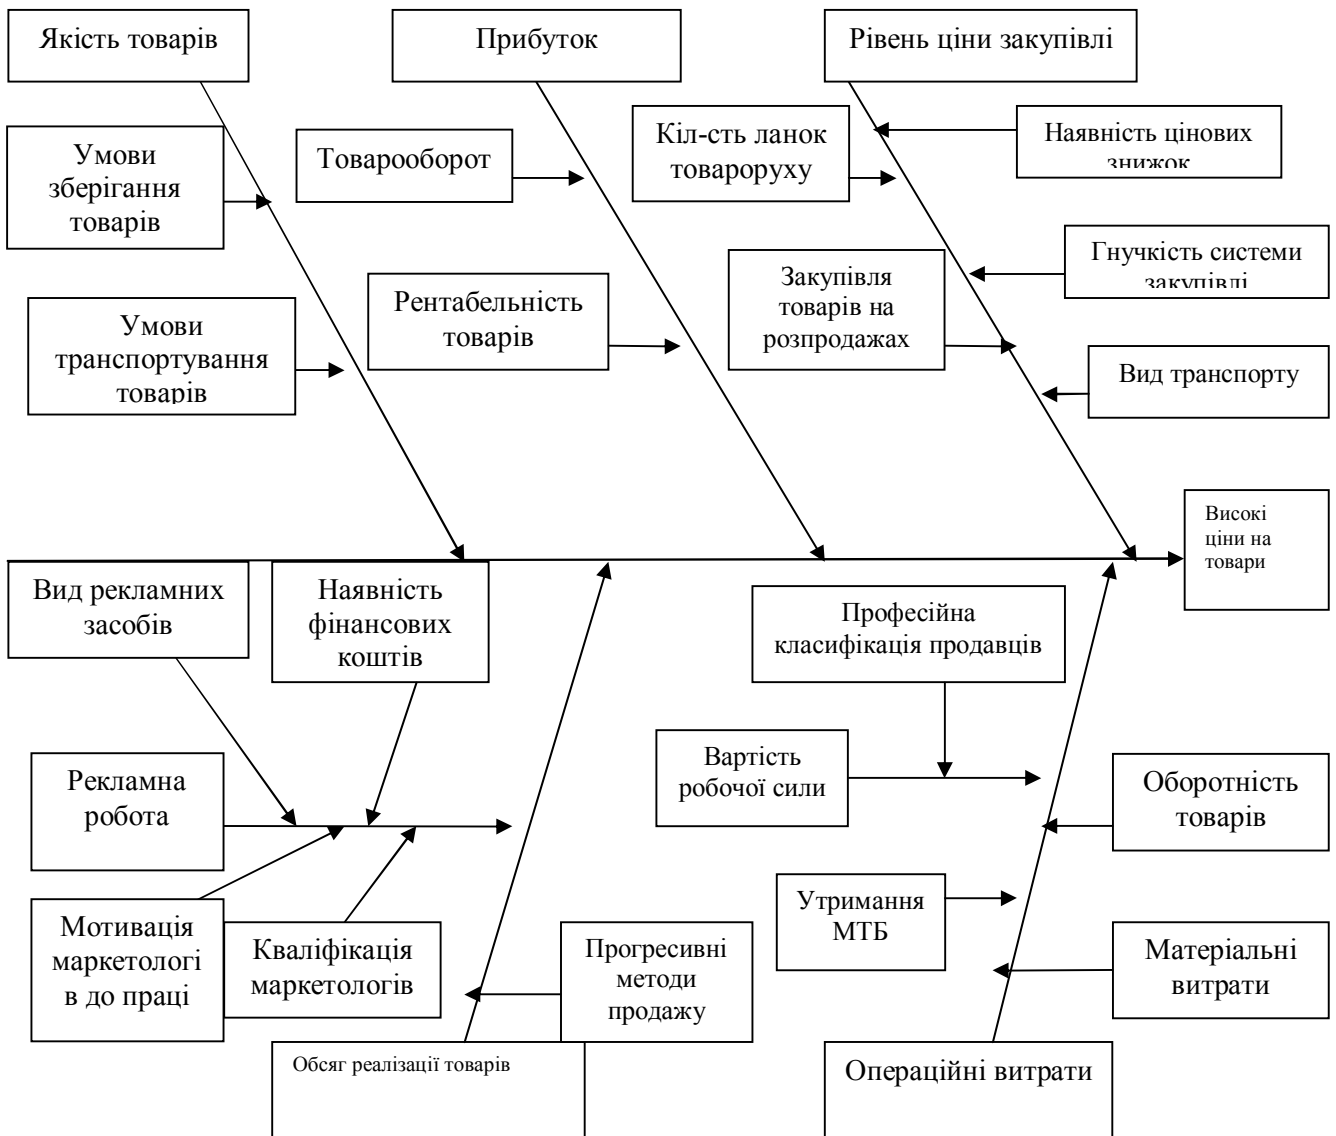 Якість товарів
Прибуток
Рівень ціни закупівлі
Умови
зберігання
товарів
Товарооборот
Кіл-сть ланок
товароруху
Наявність цінових
знижок
Умови
транспортування
товарів
Рентабельність
товарів
Закупівля
товарів на
розпродажах
Гнучкість системи
закупівлі
Вид транспорту
Високі
ціни на
товари
Вид рекламних
засобів
Наявність
фінансових
коштів
Професійна
класифікація продавців
Рекламна
робота
Вартість
робочої сили
Оборотність
товарів
Мотивація
маркетологі
в до праці
Кваліфікація
маркетологів
Прогресивні
методи
продажу
Утримання
МТБ
Матеріальні
витрати
Обсяг реалізації товарів
Операційні витрати